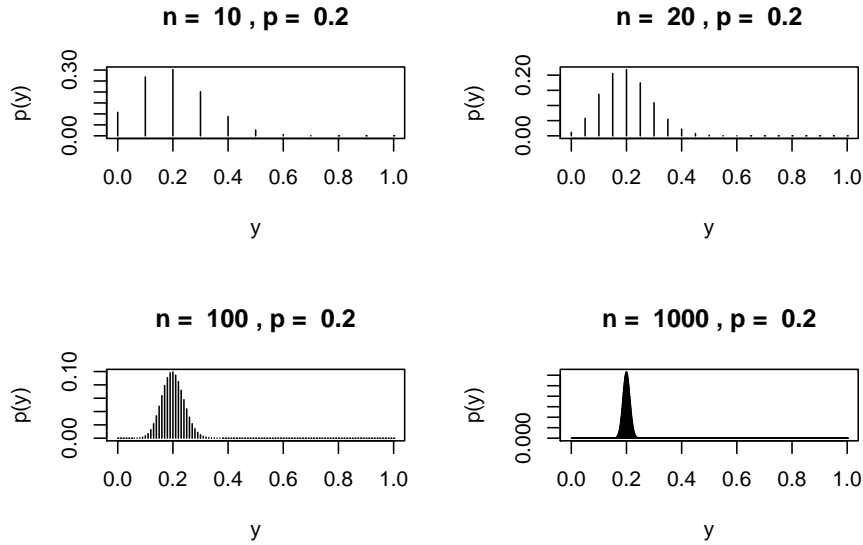 n = 10 , p = 0.2
p(y)
0.00 0.30
0.0 0.2 0.4 0.6 0.8 1.0
y
n = 20 , p = 0.2
p(y)
0.00 0.20
0.0 0.2 0.4 0.6 0.8 1.0
y
n = 100 , p = 0.2
p(y)
0.00 0.10
0.0 0.2 0.4 0.6 0.8 1.0
y
n = 1000 , p = 0.2
p(y)
0.000
0.0 0.2 0.4 0.6 0.8 1.0
y